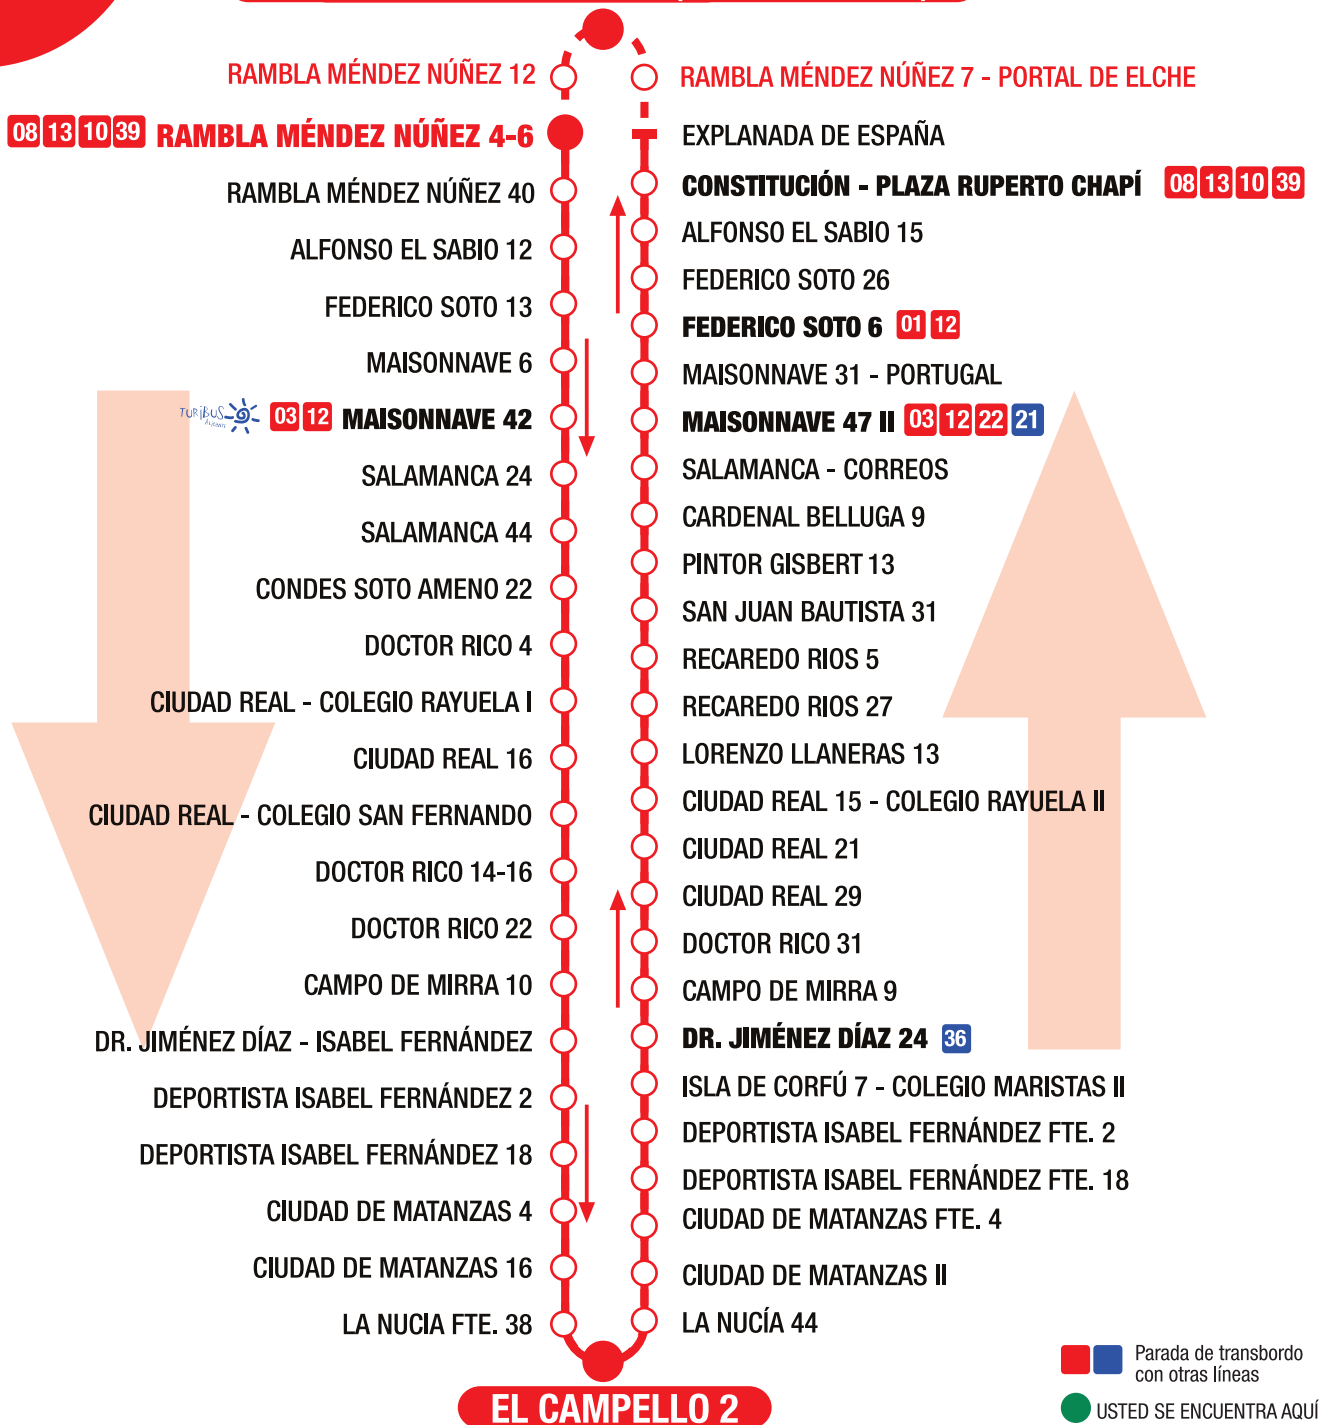 RAMBLA MÉNDEZ NÚÑEZ 12
08 13 10 39 RAMBLA MÉNDEZ NÚÑEZ 4-6
RAMBLA MÉNDEZ NÚÑEZ 40
ALFONSO EL SABIO 12
FEDERICO SOTO 13
MAISONNAVE 6
TURiBUS 03 12 MAISONNAVE 42
SALAMANCA 24
SALAMANCA 44
CONDES SOTO AMENO 22
DOCTOR RICO 4
CIUDAD REAL - COLEGIO RAYUELA I
CIUDAD REAL 16
CIUDAD REAL - COLEGIO SAN FERNANDO
DOCTOR RICO 14-16
DOCTOR RICO 22
CAMPO DE MIRRA 10
DR. JIMÉNEZ DÍAZ - ISABEL FERNÁNDEZ
DEPORTISTA ISABEL FERNÁNDEZ 2
DEPORTISTA ISABEL FERNÁNDEZ 18
CIUDAD DE MATANZAS 4
CIUDAD DE MATANZAS 16
LA NUCIA FTE. 38
RAMBLA MÉNDEZ NÚÑEZ 7 - PORTAL DE ELCHE
EXPLANADA DE ESPAÑA
CONSTITUCIÓN - PLAZA RUPERTO CHAPÍ 08 13 10 39
ALFONSO EL SABIO 15
FEDERICO SOTO 26
FEDERICO SOTO 6 01 12
MAISONNAVE 31 - PORTUGAL
MAISONNAVE 47 II 03 12 22 21
SALAMANCA - CORREOS
CARDENAL BELLUGA 9
PINTOR GISBERT 13
SAN JUAN BAUTISTA 31
RECAREDO RIOS 5
RECAREDO RIOS 27
LORENZO LLANERAS 13
CIUDAD REAL 15 - COLEGIO RAYUELA II
CIUDAD REAL 21
CIUDAD REAL 29
DOCTOR RICO 31
CAMPO DE MIRRA 9
DR. JIMÉNEZ DÍAZ 24 36
ISLA DE CORFÚ 7 - COLEGIO MARISTAS II
DEPORTISTA ISABEL FERNÁNDEZ FTE. 2
DEPORTISTA ISABEL FERNÁNDEZ FTE. 18
CIUDAD DE MATANZAS FTE. 4
CIUDAD DE MATANZAS II
LA NUCÍA 44
EL CAMPELLO 2
Parada de transbordo
con otras líneas
USTED SE ENCUENTRA AQUÍ